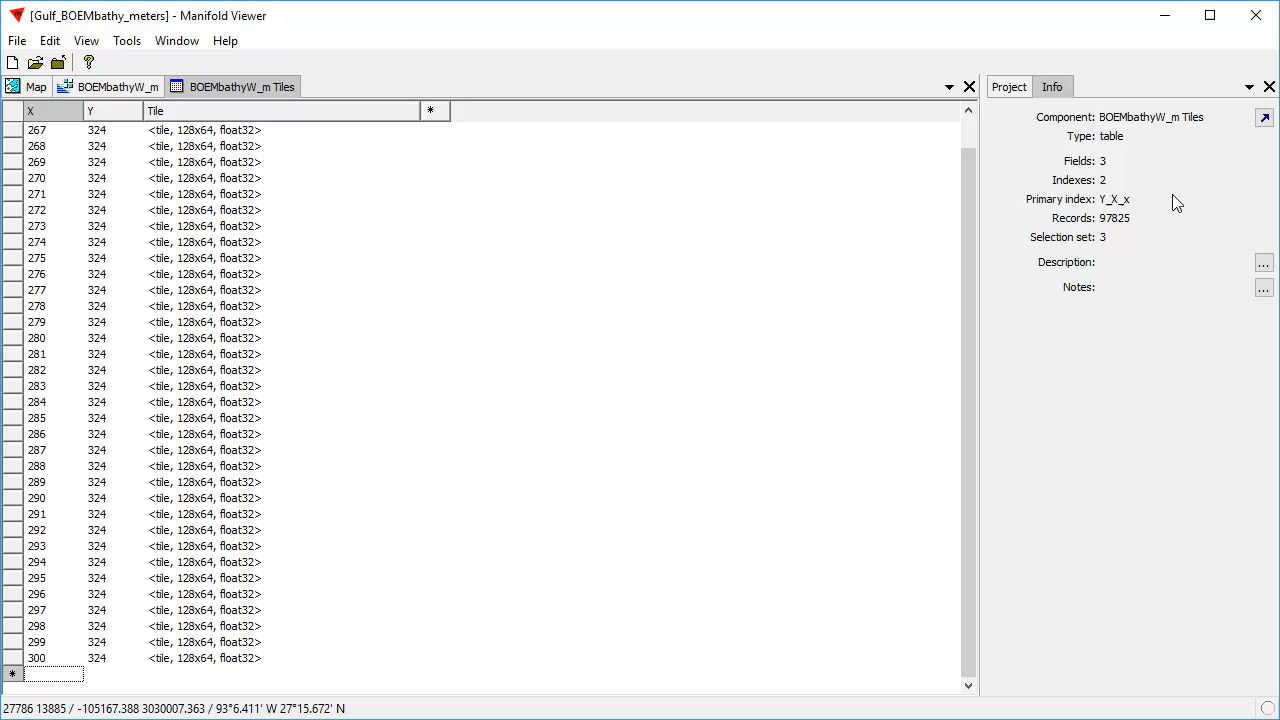 [Gulf_BOEMbathy_meters] - Manifold Viewer
File Edit View Tools Window Help
Map BOEMbathyW_m BOEMbathyW_m Tiles Project Info
X Y Tile *
267 324 <tile, 128x64, float32>
268 324 <tile, 128x64, float32>
269 324 <tile, 128x64, float32>
270 324 <tile, 128x64, float32>
271 324 <tile, 128x64, float32>
272 324 <tile, 128x64, float32>
273 324 <tile, 128x64, float32>
274 324 <tile, 128x64, float32>
275 324 <tile, 128x64, float32>
276 324 <tile, 128x64, float32>
277 324 <tile, 128x64, float32>
278 324 <tile, 128x64, float32>
279 324 <tile, 128x64, float32>
280 324 <tile, 128x64, float32>
281 324 <tile, 128x64, float32>
282 324 <tile, 128x64, float32>
283 324 <tile, 128x64, float32>
284 324 <tile, 128x64, float32>
285 324 <tile, 128x64, float32>
286 324 <tile, 128x64, float32>
287 324 <tile, 128x64, float32>
288 324 <tile, 128x64, float32>
289 324 <tile, 128x64, float32>
290 324 <tile, 128x64, float32>
291 324 <tile, 128x64, float32>
292 324 <tile, 128x64, float32>
293 324 <tile, 128x64, float32>
294 324 <tile, 128x64, float32>
295 324 <tile, 128x64, float32>
296 324 <tile, 128x64, float32>
297 324 <tile, 128x64, float32>
298 324 <tile, 128x64, float32>
299 324 <tile, 128x64, float32>
300 324 <tile, 128x64, float32>
*
Component: BOEMbathyW_m Tiles
Type: table
Fields: 3
Indexes: 2
Primary index: Y_X_x
Records: 97825
Selection set: 3
Description: ...
Notes: ...
27786 13885 / -105167.388 3030007.363 / 93°6.411' W 27°15.672' N